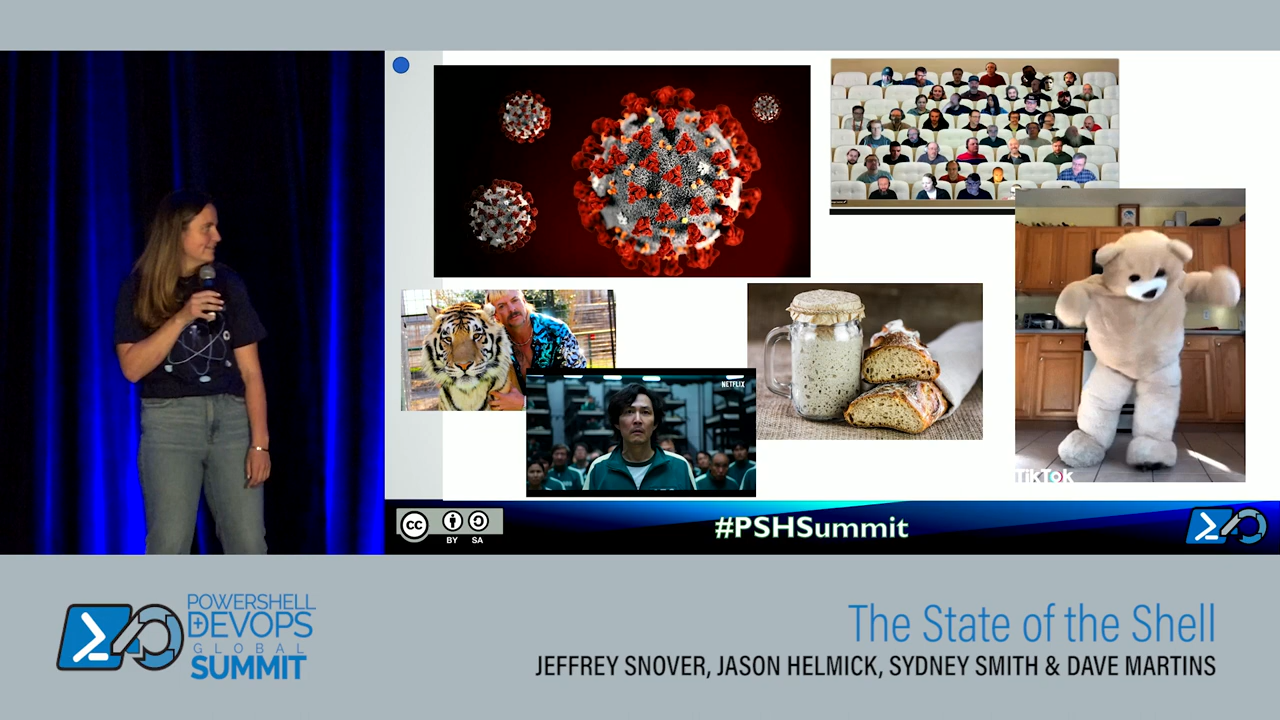 NETFLIX
TikTok
cc
BY SA
#PSHSummit
POWERSHELL
+DEVOPS
GLOBAL
SUMMIT
The State of the Shell
JEFFREY SNOVER, JASON HELMICK, SYDNEY SMITH & DAVE MARTINS